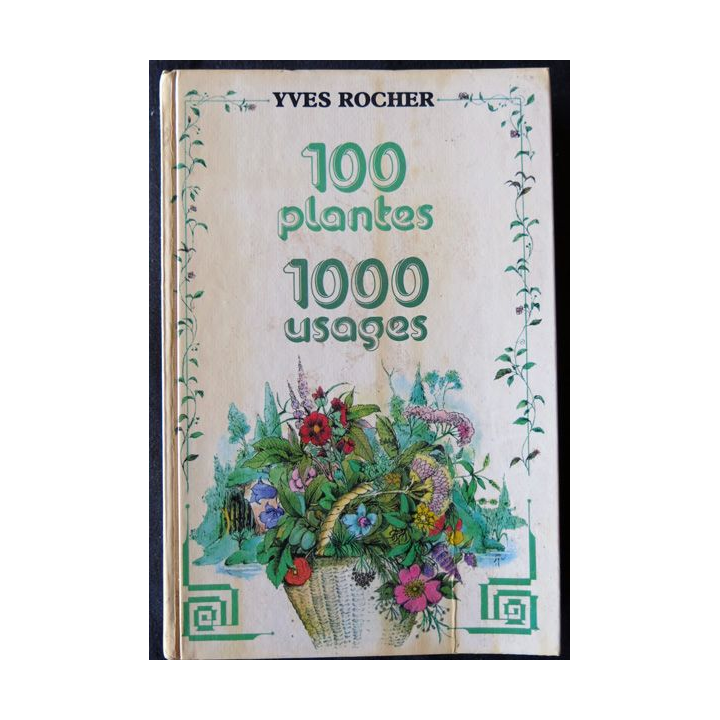 YVES ROCHER
100
plantes
1000
usages